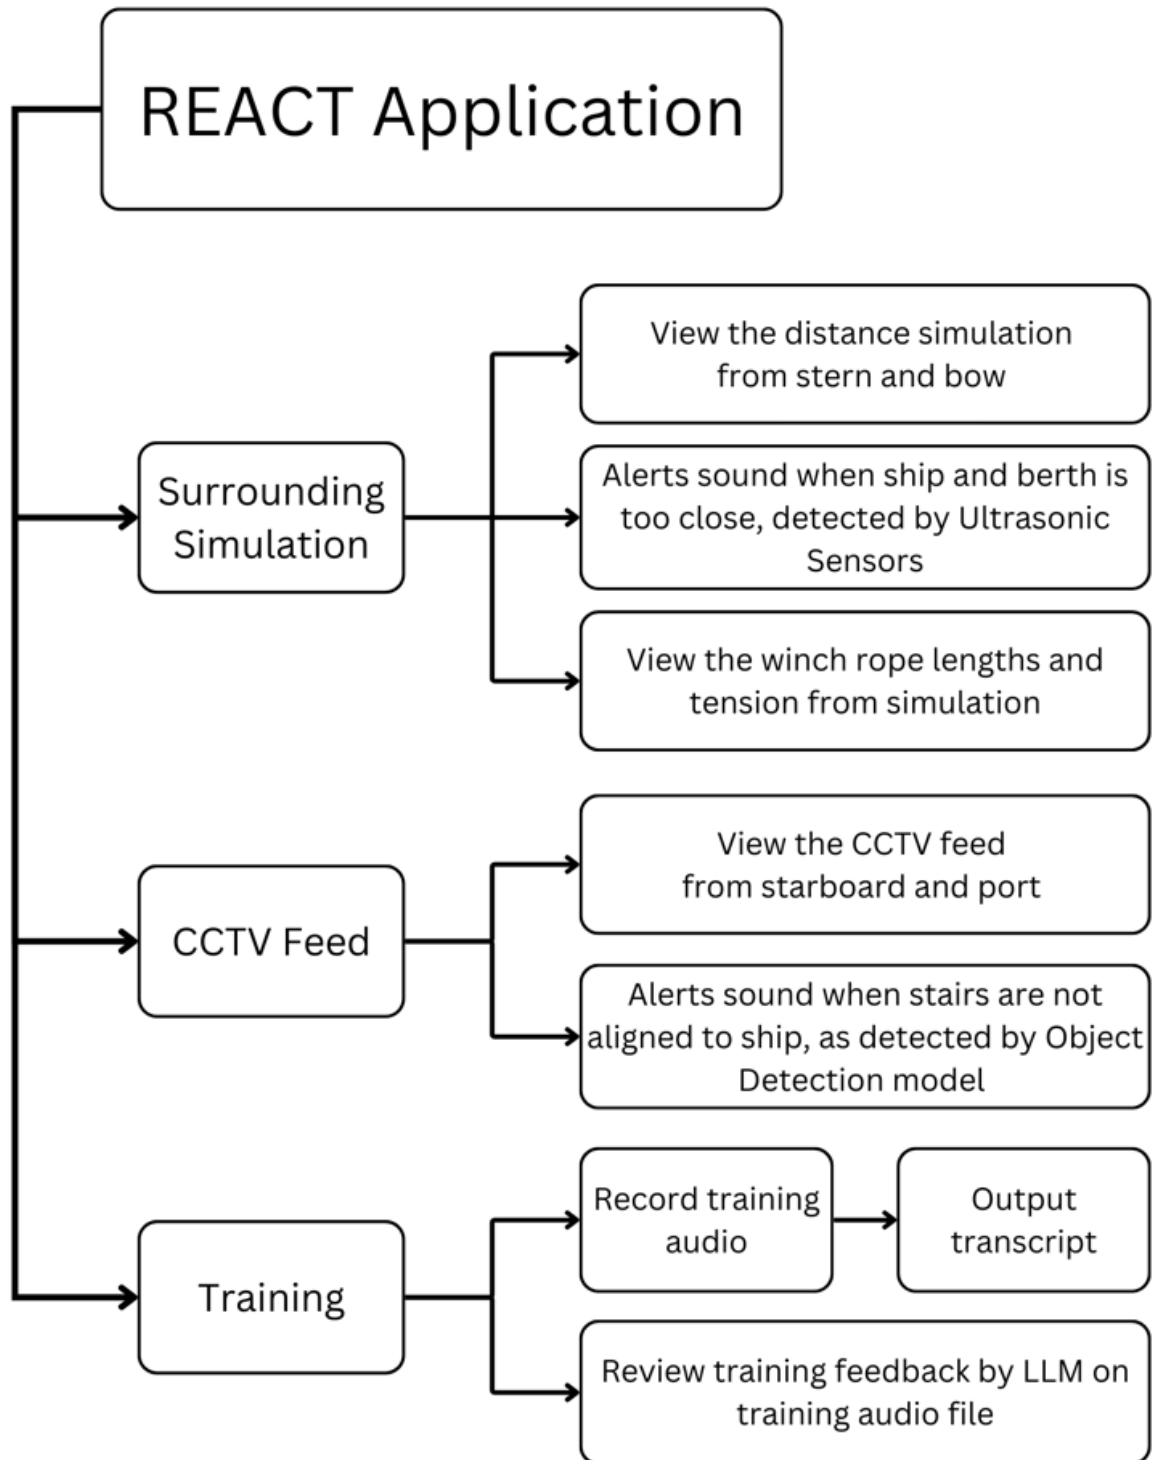 REACT Application
View the distance simulation
from stern and bow
Surrounding
Simulation
Alerts sound when ship and berth is
too close, detected by Ultrasonic
Sensors
View the winch rope lengths and
tension from simulation
View the CCTV feed
from starboard and port
CCTV Feed
Alerts sound when stairs are not
aligned to ship, as detected by Object
Detection model
Record training
audio
Output
transcript
Training
Review training feedback by LLM on
training audio file